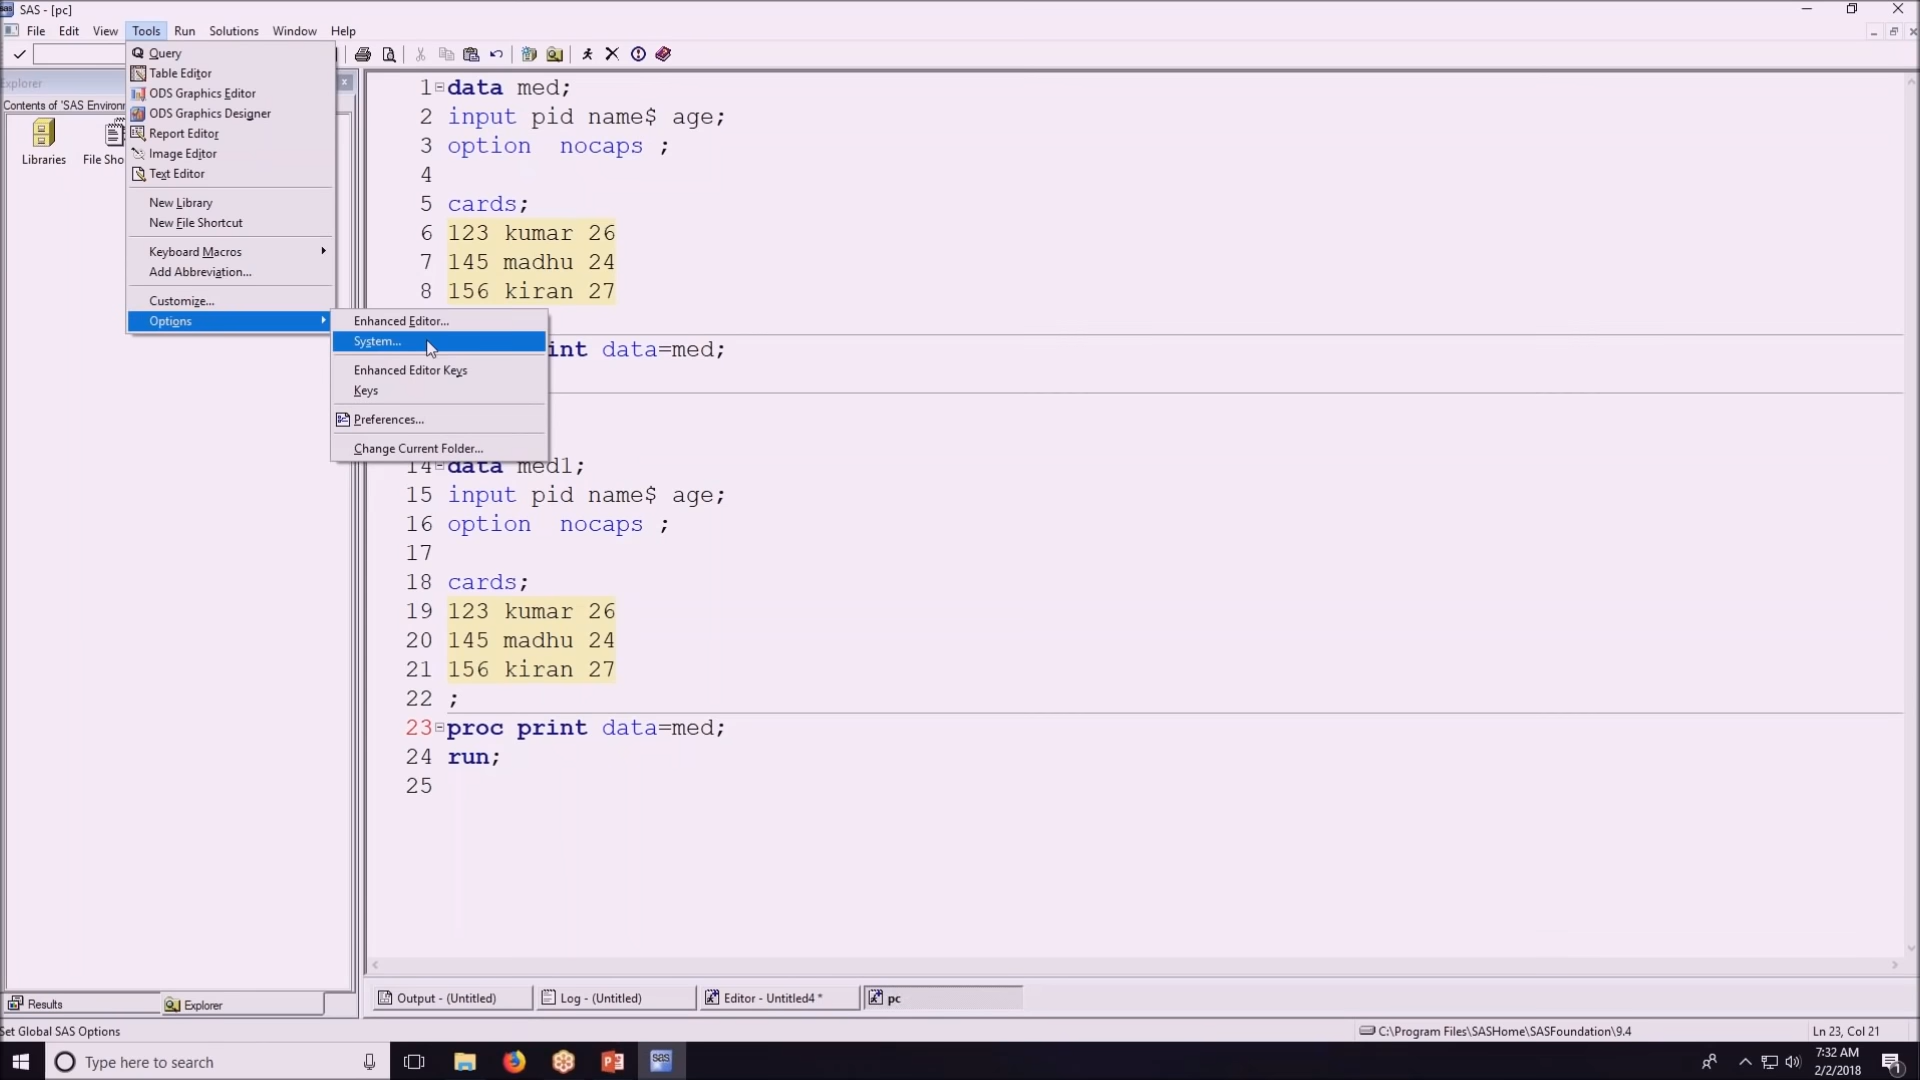 SAS - [pc]
File Edit View Tools Run Solutions Window Help
Query
Table Editor
ODS Graphics Editor
ODS Graphics Designer
Report Editor
Image Editor
Text Editor
New Library
New File Shortcut
Keyboard Macros
Add Abbreviation...
Customize...
Options
Enhanced Editor...
System...
Enhanced Editor Keys
Keys
Preferences...
Change Current Folder...
Explorer
Contents of 'SAS Environ
Libraries
File Sho
1 data med;
2 input pid name$ age;
3 option  nocaps ;
4
5 cards;
6 123 kumar 26
7 145 madhu 24
8 156 kiran 27
int data=med;
14 data med1;
15 input pid name$ age;
16 option  nocaps ;
17
18 cards;
19 123 kumar 26
20 145 madhu 24
21 156 kiran 27
22 ;
23 proc print data=med;
24 run;
25
Results
Explorer
Output - (Untitled)
Log - (Untitled)
Editor - Untitled4 *
pc
Set Global SAS Options
C:\Program Files\SASHome\SASFoundation\9.4
Ln 23, Col 21
Type here to search
sas
7:32 AM
2/2/2018
1